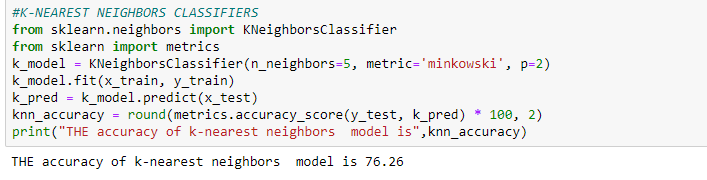 #K-NEAREST NEIGHBORS CLASSIFIERS
from sklearn.neighbors import KNeighborsClassifier
from sklearn import metrics
k_model = KNeighborsClassifier(n_neighbors=5, metric='minkowski', p=2)
k_model.fit(x_train, y_train)
k_pred = k_model.predict(x_test)
knn_accuracy = round(metrics.accuracy_score(y_test, k_pred) * 100, 2)
print("THE accuracy of k-nearest neighbors  model is",knn_accuracy)
THE accuracy of k-nearest neighbors  model is 76.26